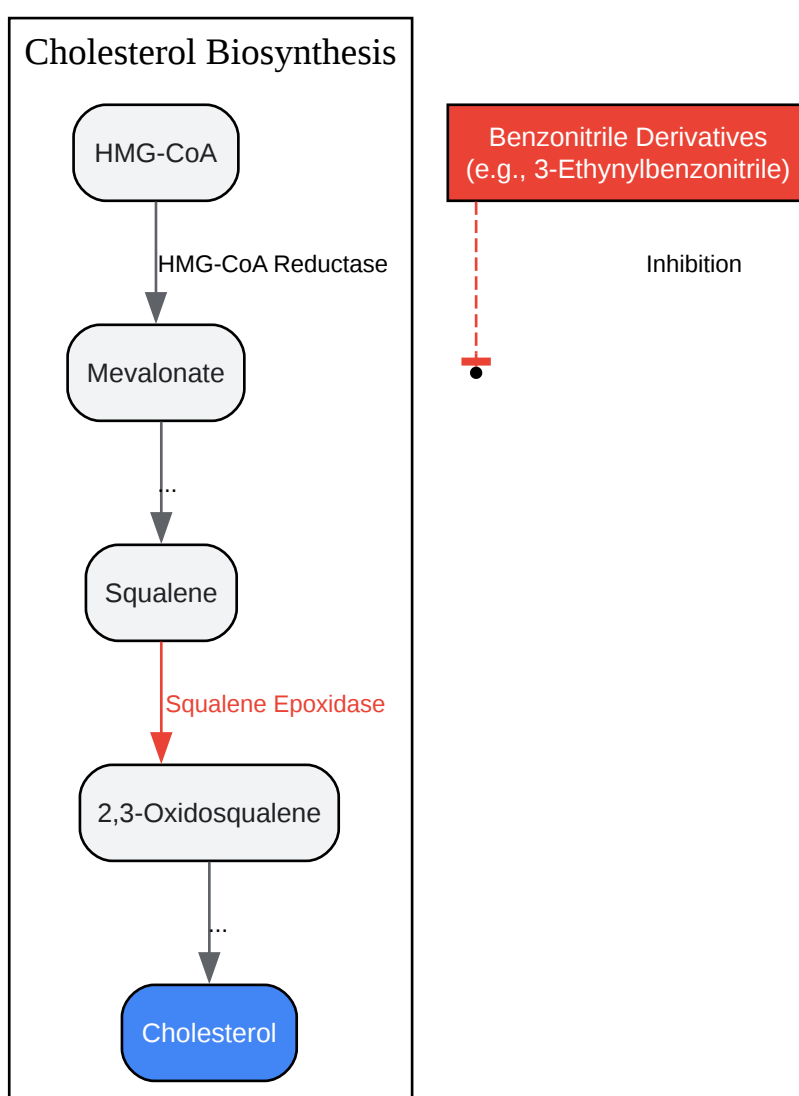 Cholesterol Biosynthesis
HMG-CoA
HMG-CoA Reductase
Mevalonate
...
Squalene
Squalene Epoxidase
2,3-Oxidosqualene
...
Cholesterol
Benzonitrile Derivatives
(e.g., 3-Ethynylbenzonitrile)
Inhibition